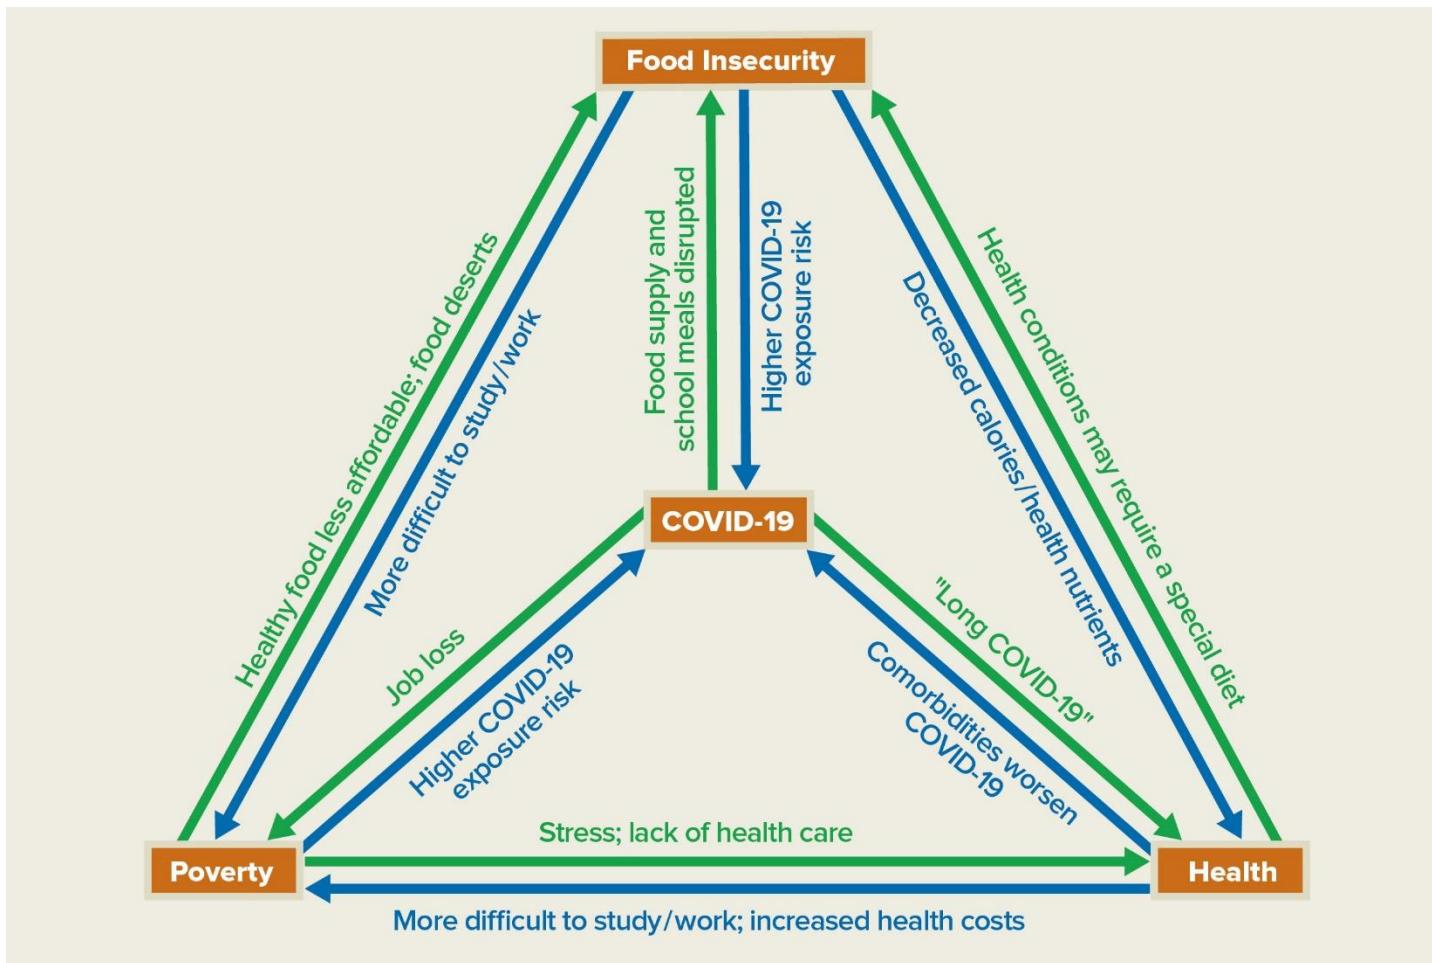 Food Insecurity
Healthy food less affordable; food deserts
More difficult to study/work
Food supply and
school meals disrupted
Higher COVID-19
exposure risk
Decreased calories/health nutrients
Health conditions may require a special diet
COVID-19
Job loss
Higher COVID-19
exposure risk
"Long COVID-19"
Comorbidities worsen
COVID-19
Stress; lack of health care
Poverty
Health
More difficult to study/work; increased health costs